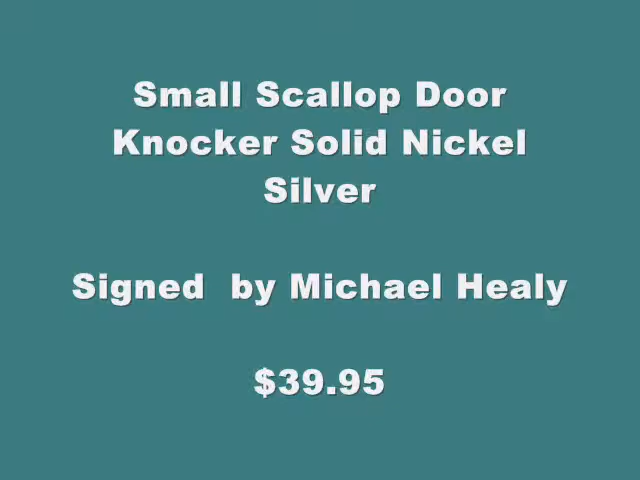 Small Scallop Door
Knocker Solid Nickel
Silver
Signed  by Michael Healy
$39.95